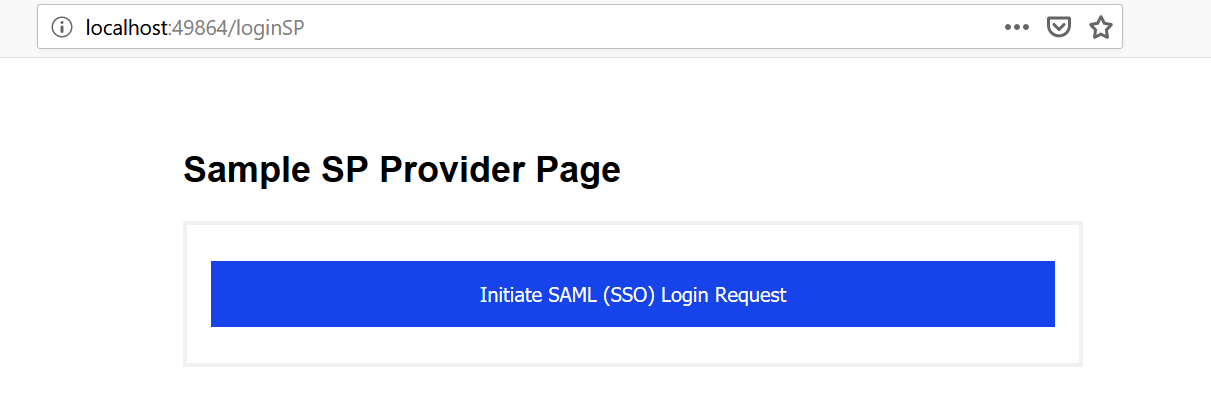 localhost:49864/loginSP
Sample SP Provider Page
Initiate SAML (SSO) Login Request